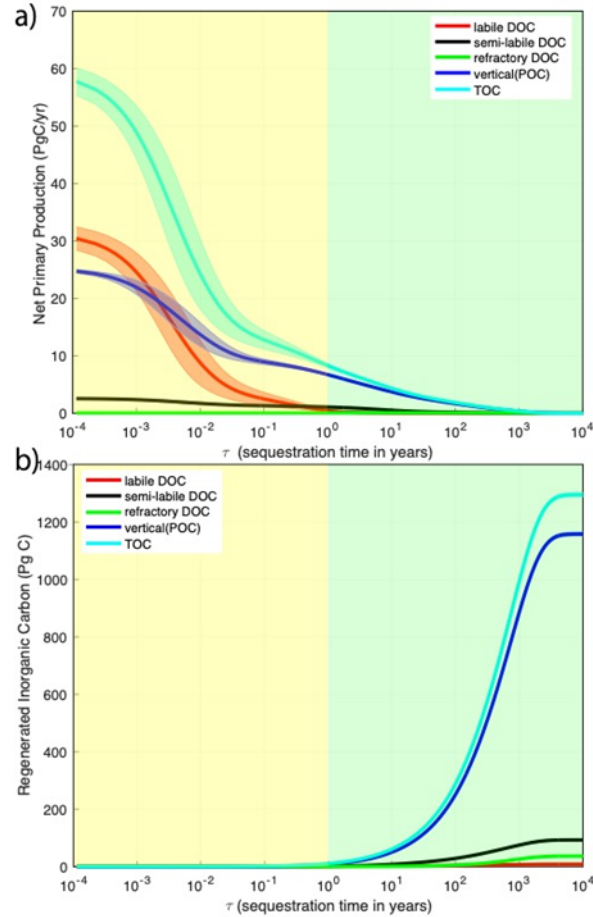 a)
70
60
50
40
30
20
10
0
Net Primary Production (PgC/yr)
labile DOC
semi-labile DOC
refractory DOC
vertical(POC)
TOC
10⁻⁴ 10⁻³ 10⁻² 10⁻¹ 10⁰ 10¹ 10² 10³ 10⁴
τ (sequestration time in years)
b)
1400
1200
1000
800
600
400
200
0
Regenerated Inorganic Carbon (Pg C)
labile DOC
semi-labile DOC
refractory DOC
vertical(POC)
TOC
10⁻⁴ 10⁻³ 10⁻² 10⁻¹ 10⁰ 10¹ 10² 10³ 10⁴
τ (sequestration time in years)